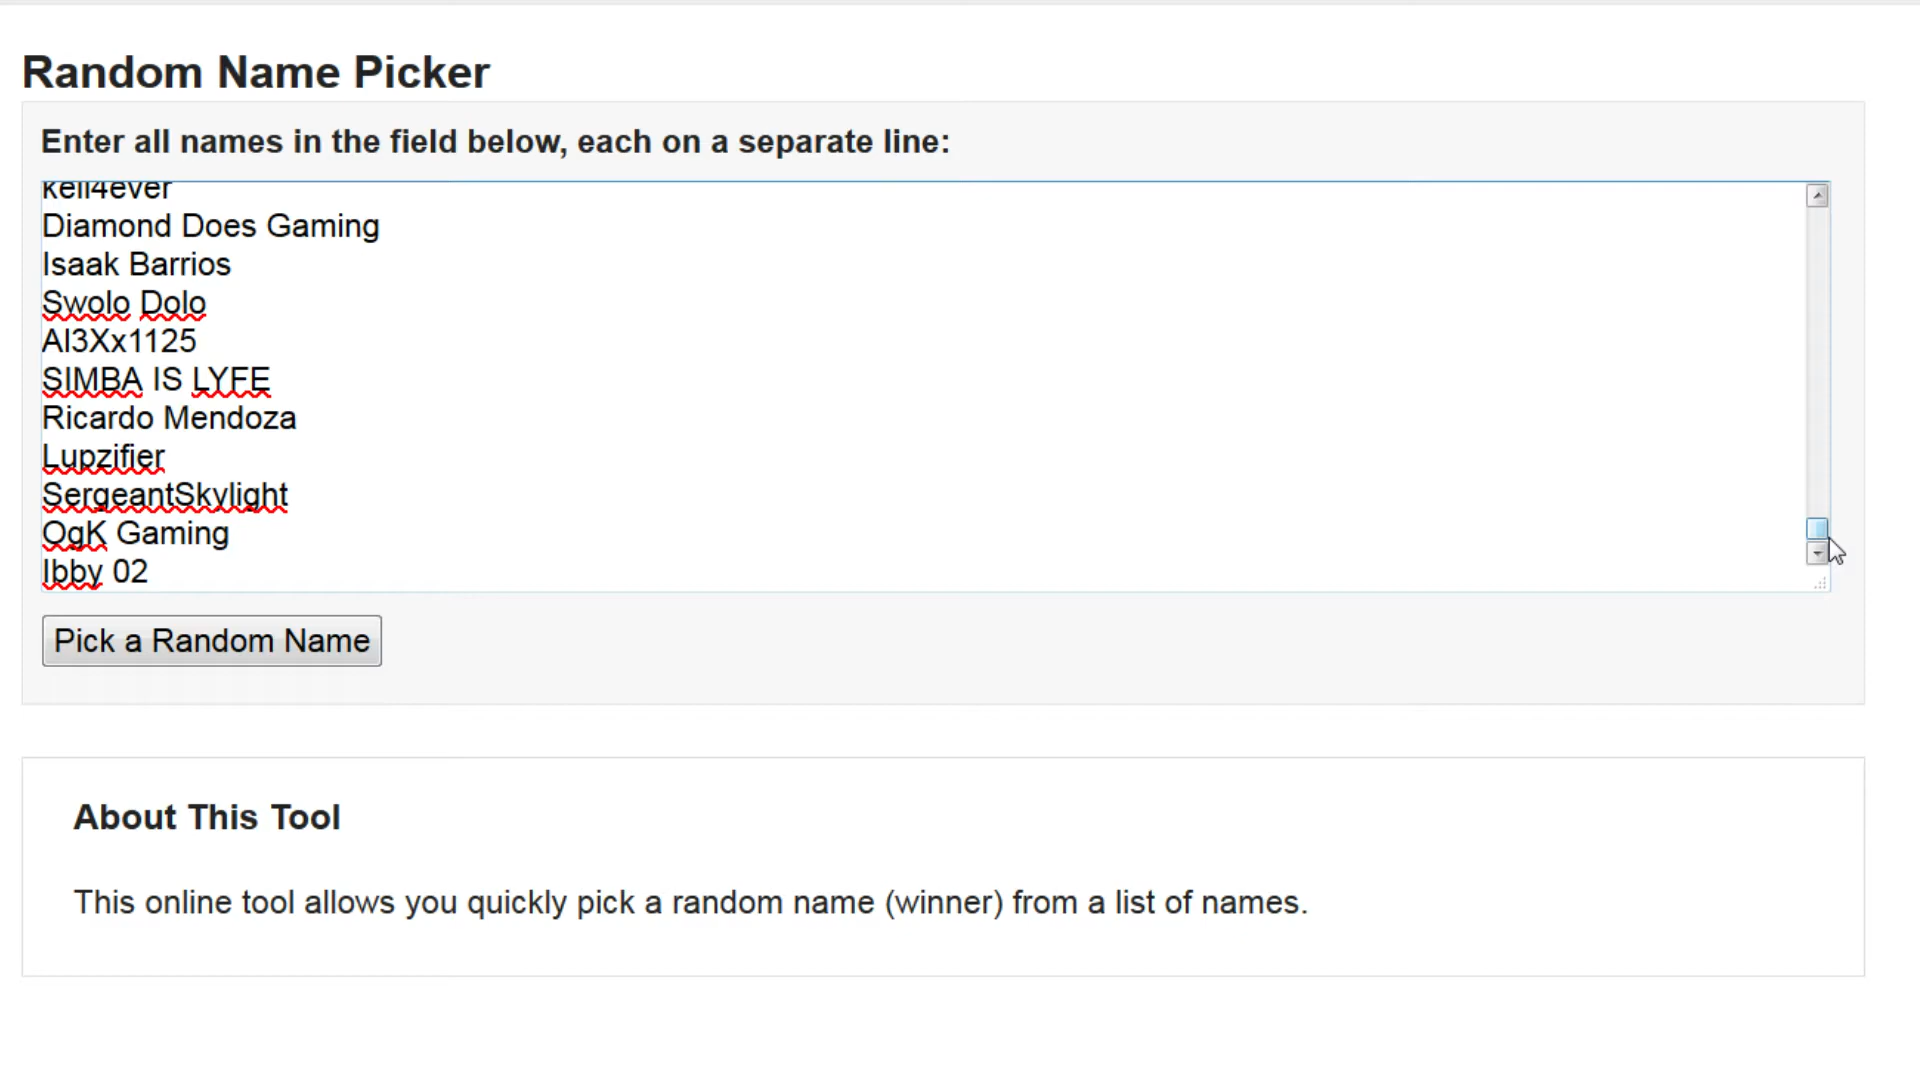 Random Name Picker
Enter all names in the field below, each on a separate line:
kell4ever
Diamond Does Gaming
Isaak Barrios
Swolo Dolo
Al3Xx1125
SIMBA IS LYFE
Ricardo Mendoza
Lupzifier
SergeantSkylight
OgK Gaming
Ibby 02
Pick a Random Name
About This Tool
This online tool allows you quickly pick a random name (winner) from a list of names.